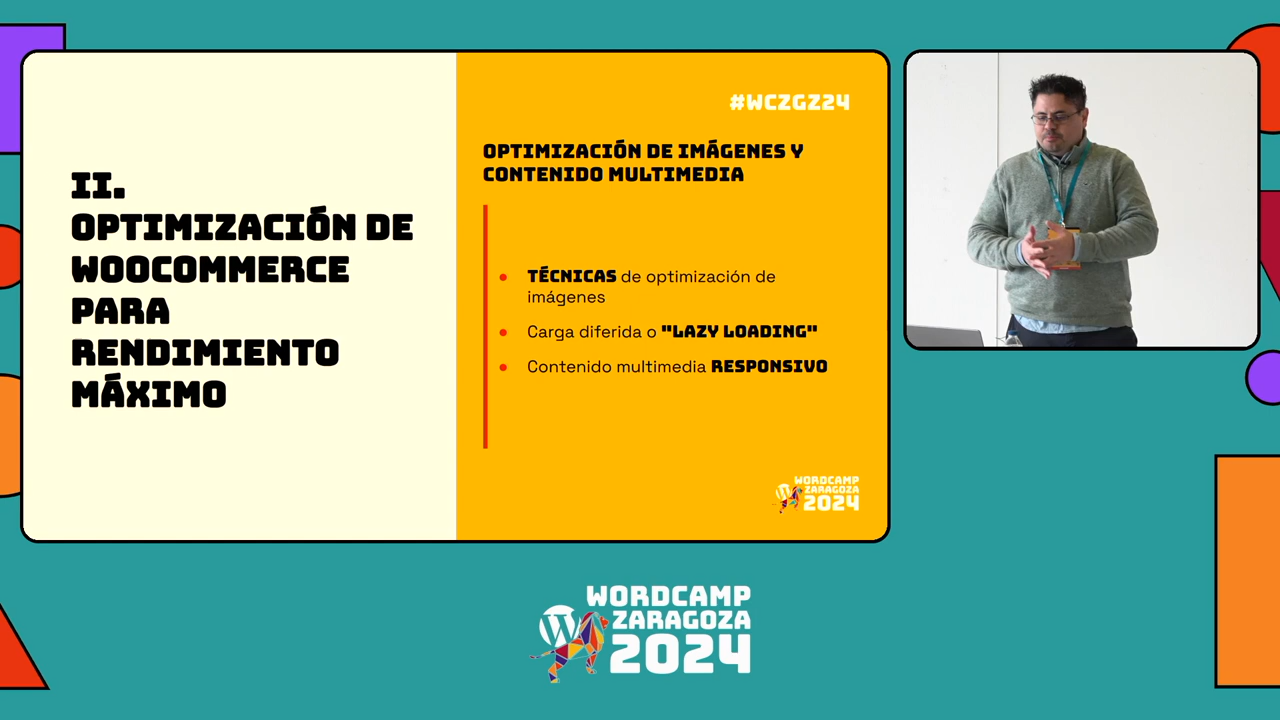 II.
OPTIMIZACIÓN DE
WOOCOMMERCE
PARA
RENDIMIENTO
MÁXIMO
#WCZGZ24
OPTIMIZACIÓN DE IMÁGENES Y
CONTENIDO MULTIMEDIA
TÉCNICAS de optimización de
imágenes
Carga diferida o "LAZY LOADING"
Contenido multimedia RESPONSIVO
WORDCAMP
ZARAGOZA
2024
WORDCAMP
ZARAGOZA
2024